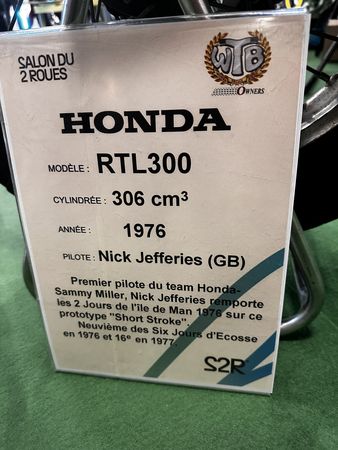 SALON DU
2 ROUES
WTB
OWNERS
HONDA
MODÈLE : RTL300
CYLINDRÉE : 306 cm³
ANNÉE : 1976
PILOTE : Nick Jefferies (GB)
Premier pilote du team Honda-
Sammy Miller, Nick Jefferies remporte
les 2 Jours de l'île de Man 1976 sur ce
prototype "Short Stroke".
Neuvième des Six Jours d'Ecosse
en 1976 et 16e en 1977.
S2R